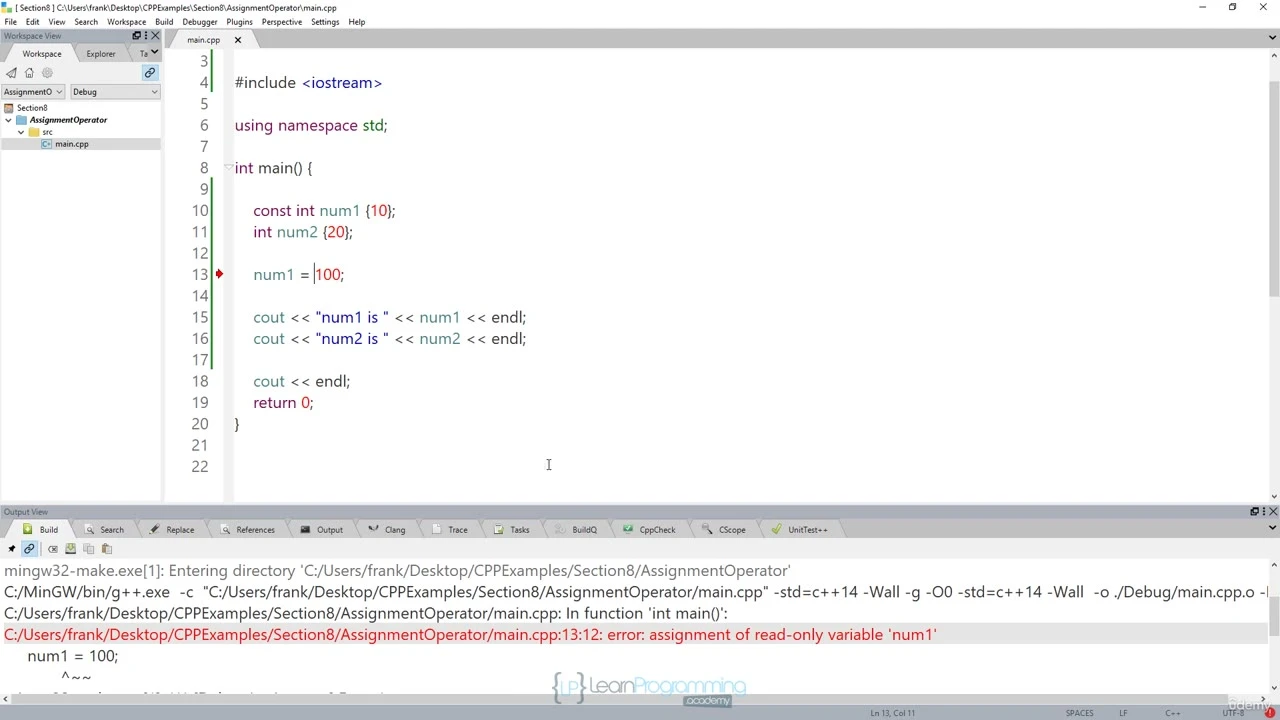 [ Section8 ] C:\Users\frank\Desktop\CPPExamples\Section8\AssignmentOperator\main.cpp
File Edit View Search Workspace Build Debugger Plugins Perspective Settings Help
Workspace View
main.cpp
Workspace Explorer Ta
AssignmentO Debug
Section8
AssignmentOperator
src
main.cpp
3
4 #include <iostream>
5
6 using namespace std;
7
8 int main() {
9
10 const int num1 {10};
11 int num2 {20};
12
13 num1 = 100;
14
15 cout << "num1 is " << num1 << endl;
16 cout << "num2 is " << num2 << endl;
17
18 cout << endl;
19 return 0;
20 }
21
22
Output View
Build Search Replace References Output Clang Trace Tasks BuildQ CppCheck CScope UnitTest++
mingw32-make.exe[1]: Entering directory 'C:/Users/frank/Desktop/CPPExamples/Section8/AssignmentOperator'
C:/MinGW/bin/g++.exe -c "C:/Users/frank/Desktop/CPPExamples/Section8/AssignmentOperator/main.cpp" -std=c++14 -Wall -g -O0 -std=c++14 -Wall -o ./Debug/main.cpp.o
C:/Users/frank/Desktop/CPPExamples/Section8/AssignmentOperator/main.cpp: In function 'int main()':
C:/Users/frank/Desktop/CPPExamples/Section8/AssignmentOperator/main.cpp:13:12: error: assignment of read-only variable 'num1'
num1 = 100;
^~~
{LP} LearnProgramming
academy
udemy
Ln 13, Col 11 SPACES LF C++ UTF-8